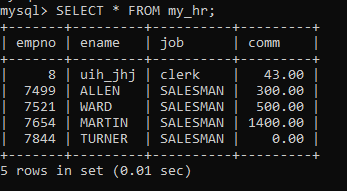 mysql> SELECT * FROM my_hr;
+-------+---------+----------+---------+
| empno | ename   | job      | comm    |
+-------+---------+----------+---------+
|     8 | uih_jhj | clerk    |   43.00 |
|  7499 | ALLEN   | SALESMAN |  300.00 |
|  7521 | WARD    | SALESMAN |  500.00 |
|  7654 | MARTIN  | SALESMAN | 1400.00 |
|  7844 | TURNER  | SALESMAN |    0.00 |
+-------+---------+----------+---------+
5 rows in set (0.01 sec)